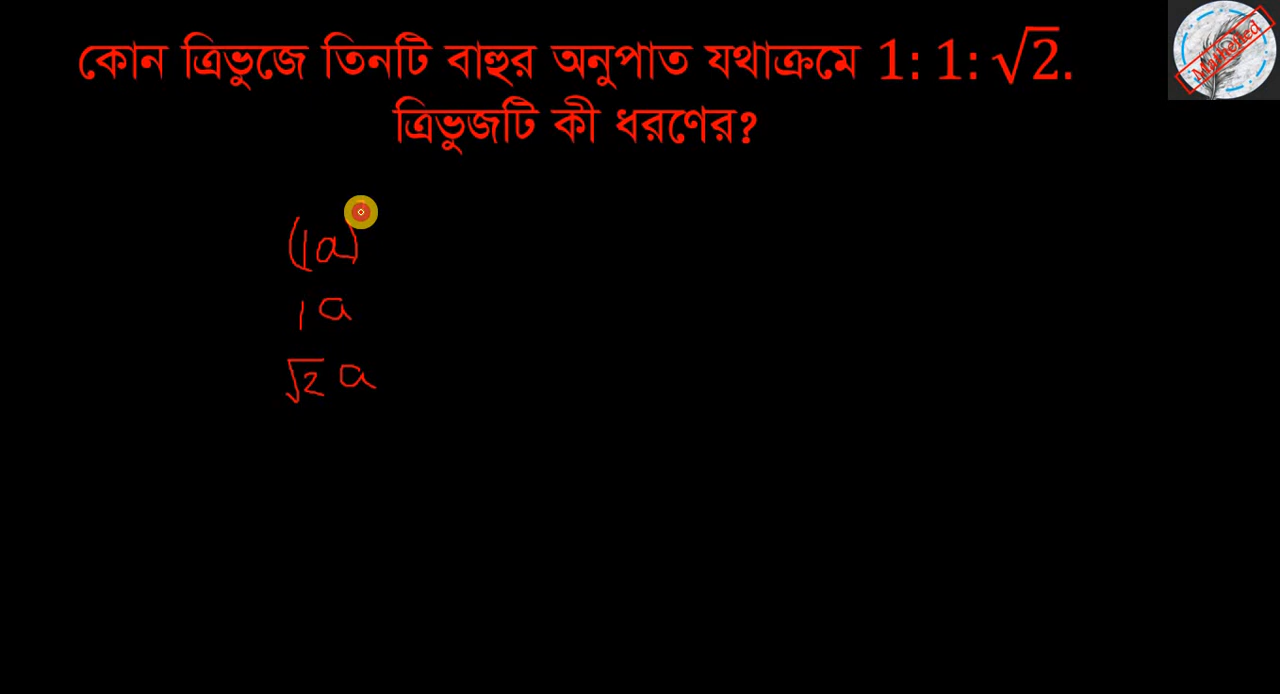 কোন ত্রিভুজে তিনটি বাহুর অনুপাত যথাক্রমে 1: 1: √2.
ত্রিভুজটি কী ধরণের?
(1a)
1a
√2 a